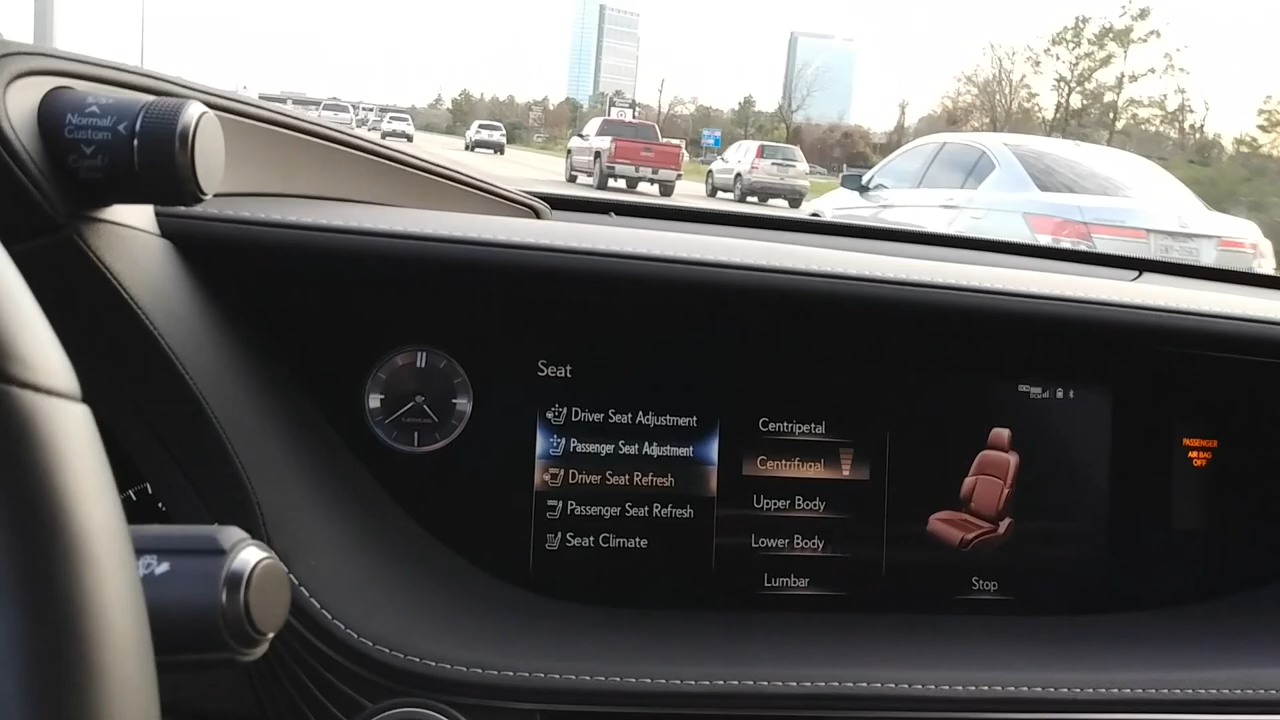 Normal/
Custom
Seat
Driver Seat Adjustment
Passenger Seat Adjustment
Driver Seat Refresh
Passenger Seat Refresh
Seat Climate
Centripetal
Centrifugal
Upper Body
Lower Body
Lumbar
Stop
PASSENGER
AIR BAG
OFF